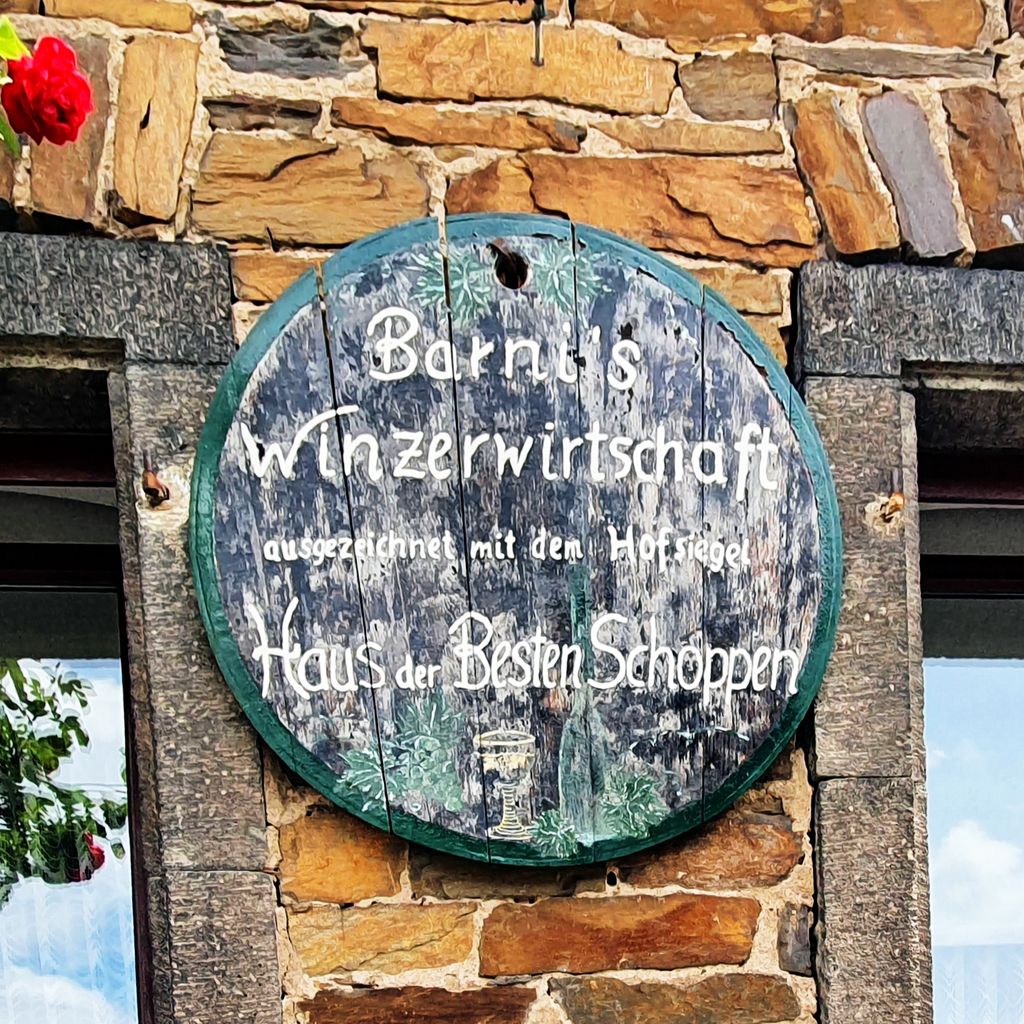 Barni's
Winzerwirtschaft
ausgezeichnet mit dem Hofsiegel
Haus der Besten Schoppen